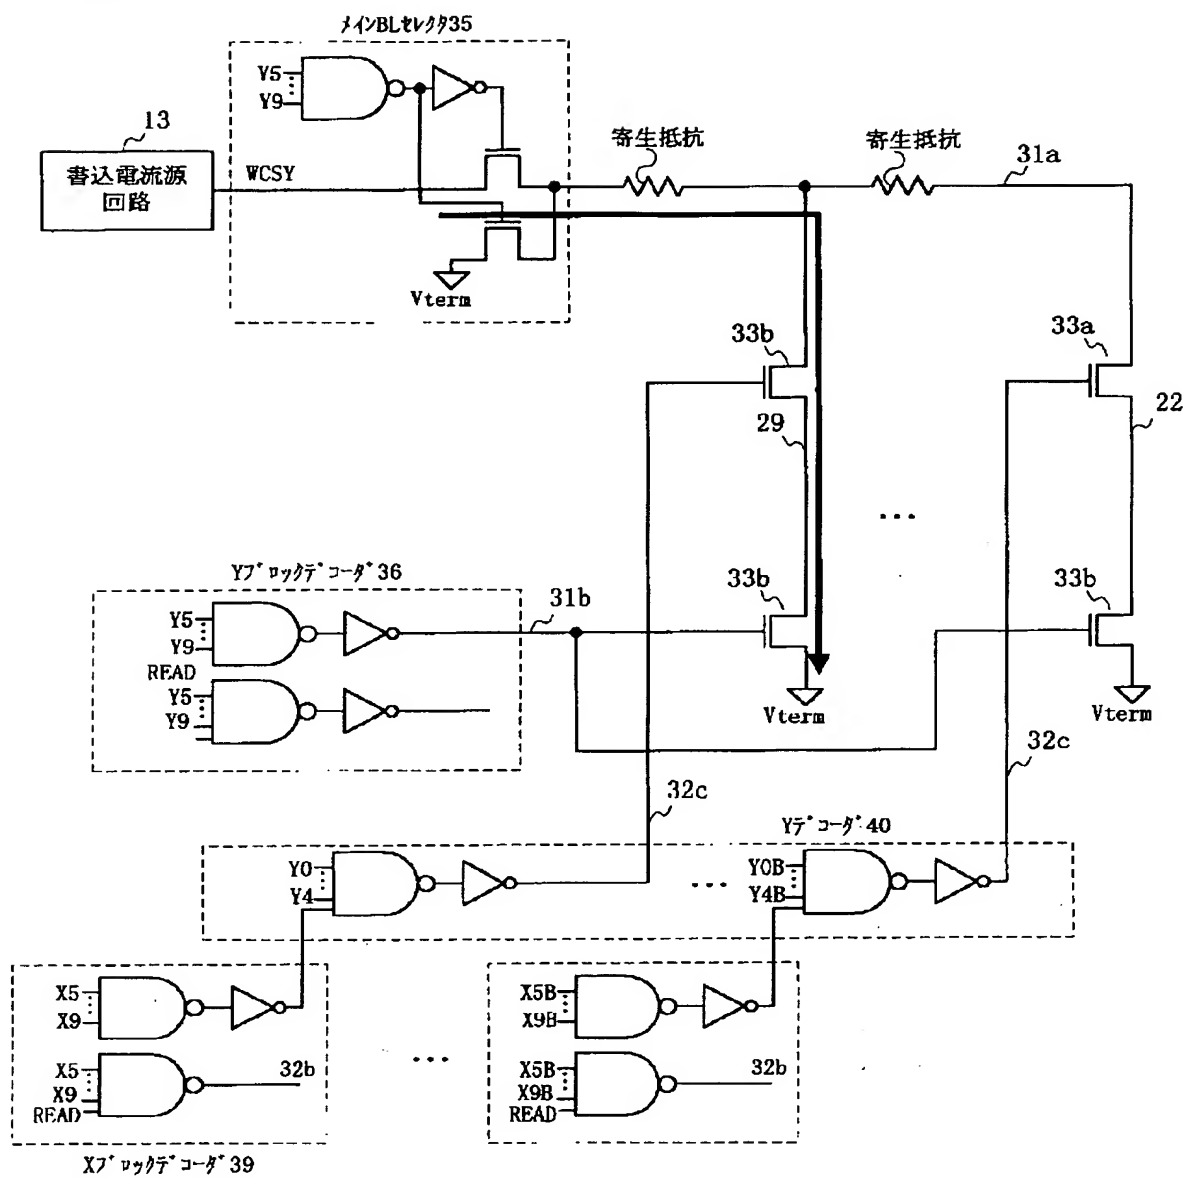 メインBLセレクタ35
Y5
Y9
13
書込電流源
回路
WCSY
寄生抵抗
寄生抵抗
31a
Vterm
33b
33a
29
22
...
Yブロックデコーダ36
Y5
Y9
READ
Y5
Y9
31b
33b
33b
Vterm
Vterm
32c
32c
Yデコーダ40
Y0
Y4
...
Y0B
Y4B
X5
X9
X5
X9
READ
32b
...
X5B
X9B
X5B
X9B
READ
32b
Xブロックデコーダ39